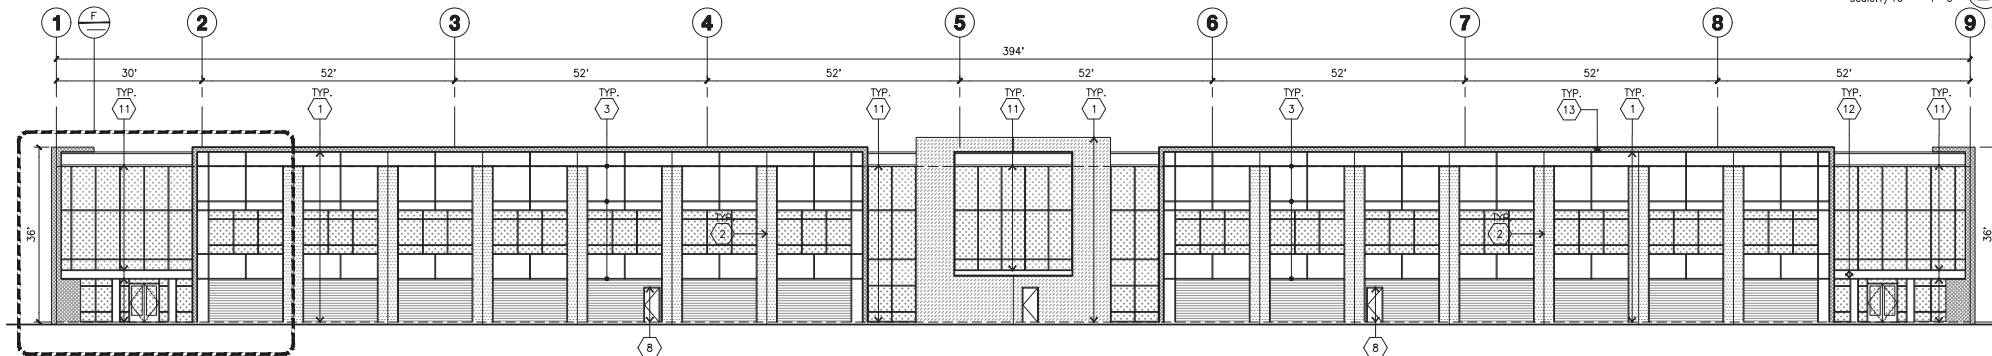 1 F 2 3 4 5 6 7 8 9
394'
30' 52' 52' 52' 52' 52' 52' 52'
TYP. TYP. TYP. TYP. TYP. TYP. TYP. TYP. TYP. TYP. TYP.
11 1 3 11 11 1 3 13 1 12 11
36' 36'
TYP. TYP.
2 2
8 8